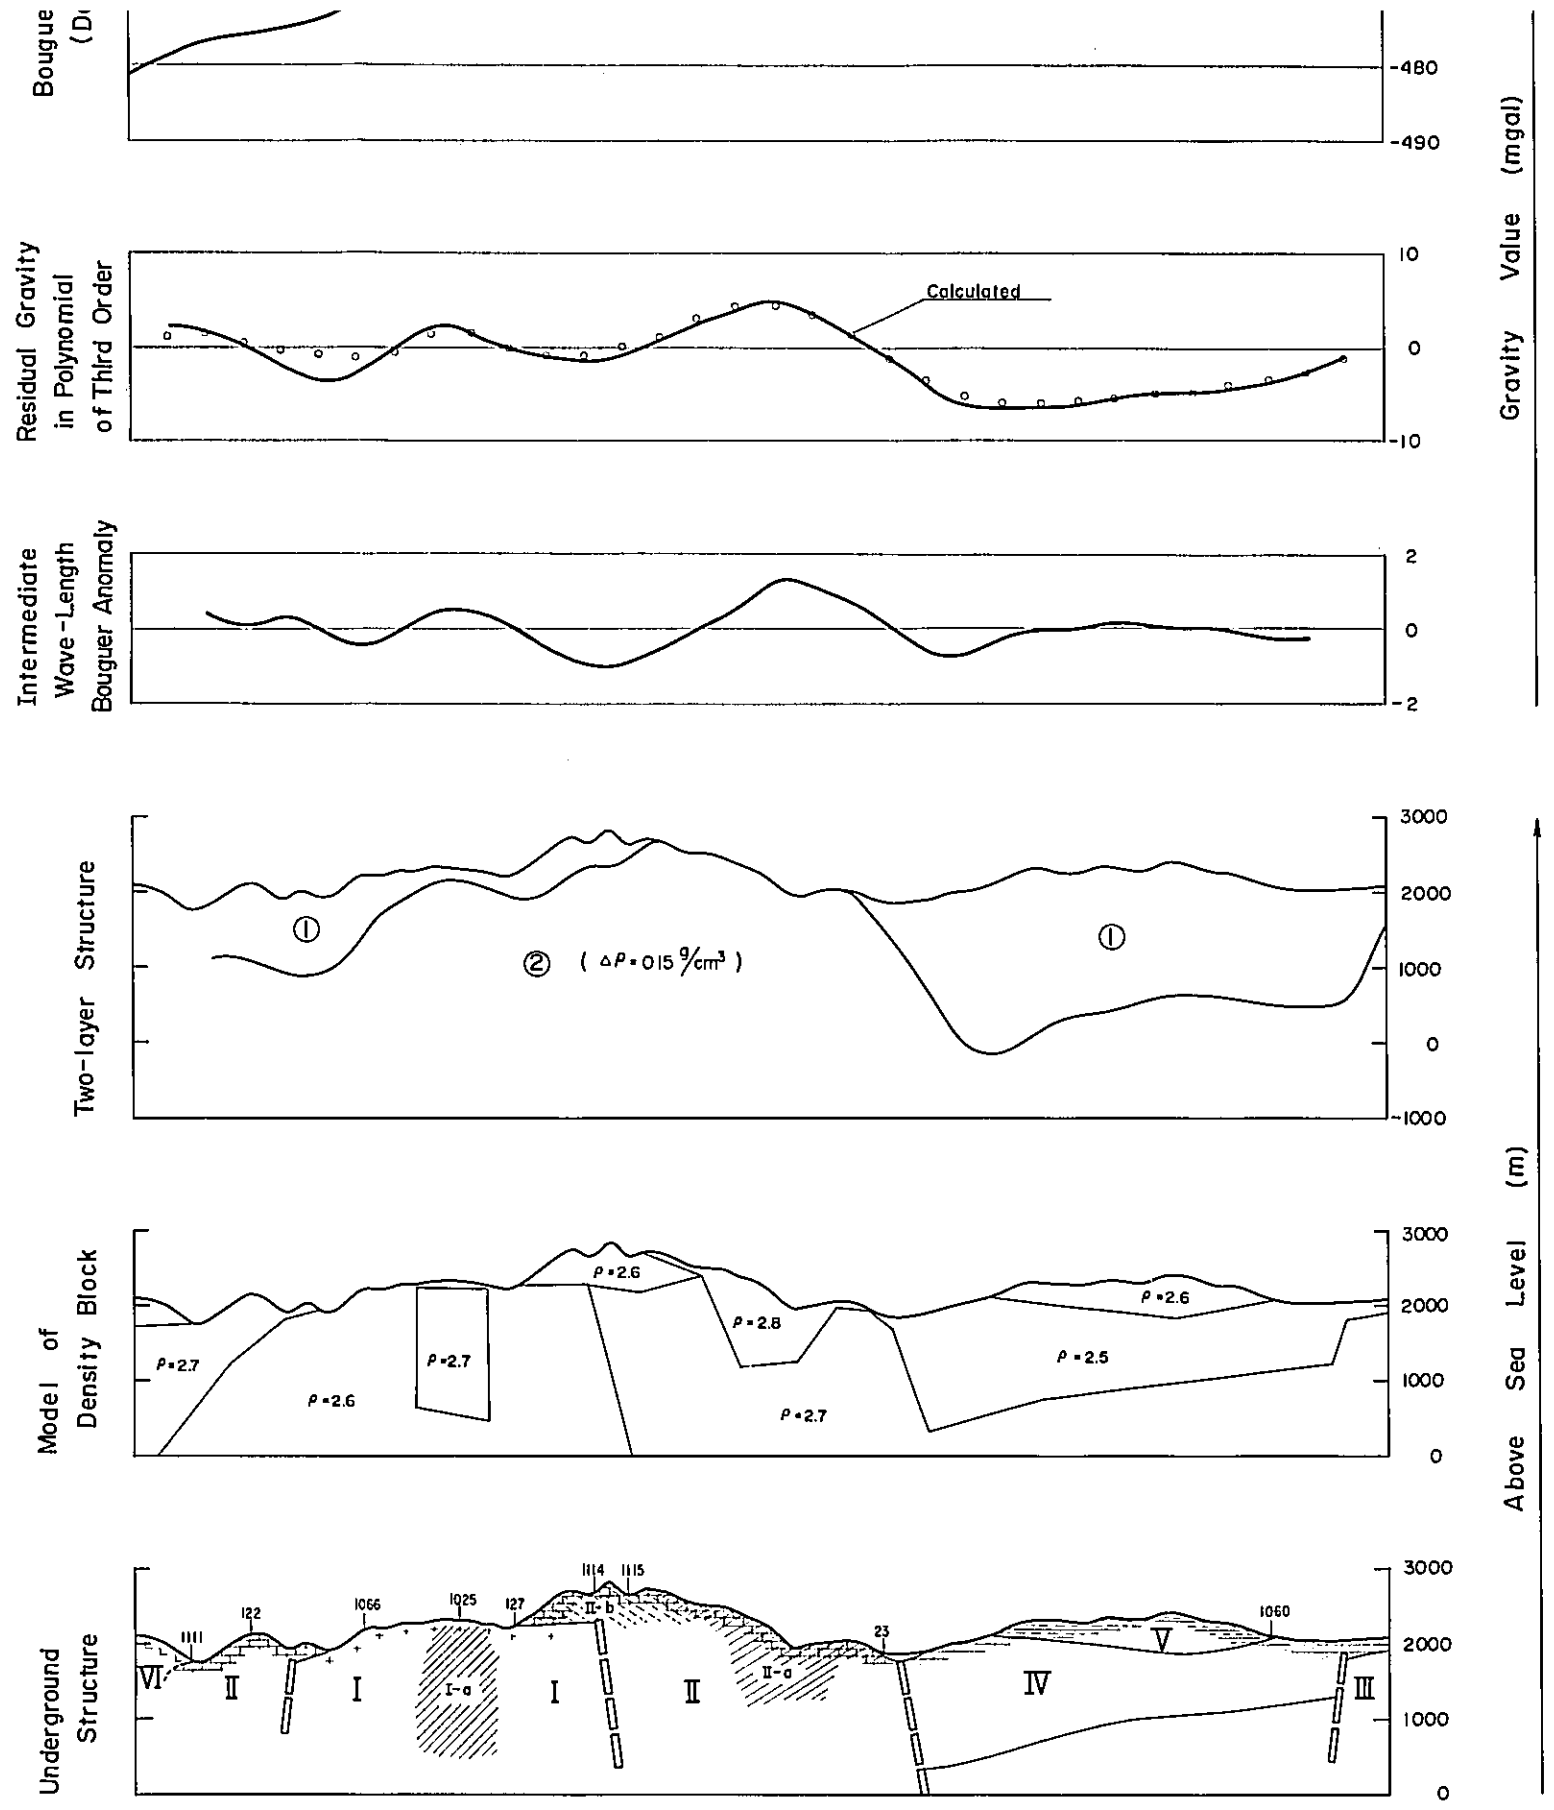 Bougue
(D
-480
-490
Gravity Value (mgal)
Residual Gravity
in Polynomial
of Third Order
10
Calculated
0
-10
Intermediate
Wave-Length
Bouguer Anomaly
2
0
-2
Two-layer Structure
3000
2000
1000
0
-1000
①
② ( Δρ=015 g/cm³ )
①
Above Sea Level (m)
Model of
Density Block
3000
2000
1000
0
ρ=2.6
ρ=2.6
ρ=2.8
ρ=2.7
ρ=2.7
ρ=2.5
ρ=2.6
ρ=2.7
Underground
Structure
3000
2000
1000
0
1111
122
1066
1025
127
1114
1115
23
1060
II-b
V
VI
II
I
I-a
I
II
II-a
IV
III